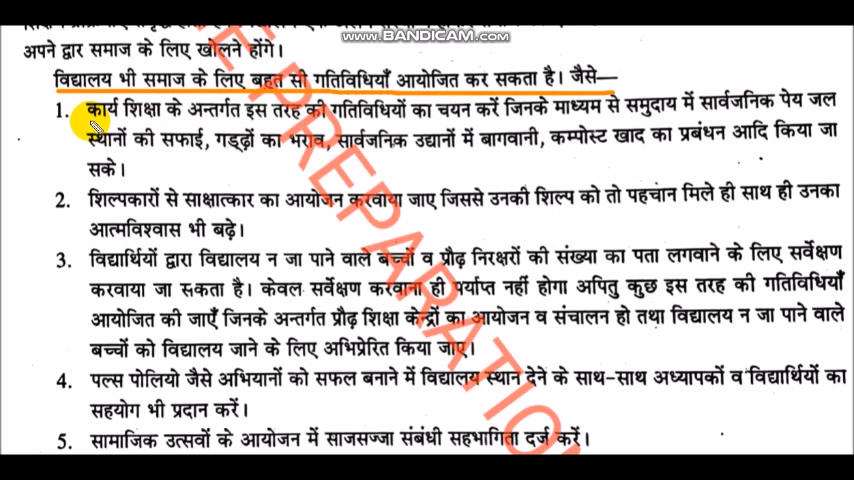 WWW.BANDICAM.COM
अपने द्वार समाज के लिए खोलने होंगे।
विद्यालय भी समाज के लिए बहुत सी गतिविधियाँ आयोजित कर सकता है। जैसे—
1. कार्य शिक्षा के अन्तर्गत इस तरह की गतिविधियों का चयन करें जिनके माध्यम से समुदाय में सार्वजनिक पेय जल
स्थानों की सफाई, गड्ढ़ों का भराव, सार्वजनिक उद्यानों में बागवानी, कम्पोस्ट खाद का प्रबंधन आदि किया जा
सके।
2. शिल्पकारों से साक्षात्कार का आयोजन करवाया जाए जिससे उनकी शिल्प को तो पहचान मिले ही साथ ही उनका
आत्मविश्वास भी बढ़े।
3. विद्यार्थियों द्वारा विद्यालय न जा पाने वाले बच्चों व प्रौढ़ निरक्षरों की संख्या का पता लगवाने के लिए सर्वेक्षण
करवाया जा सकता है। केवल सर्वेक्षण करवाना ही पर्याप्त नहीं होगा अपितु कुछ इस तरह की गतिविधियाँ
आयोजित की जाएँ जिनके अन्तर्गत प्रौढ़ शिक्षा केन्द्रों का आयोजन व संचालन हो तथा विद्यालय न जा पाने वाले
बच्चों को विद्यालय जाने के लिए अभिप्रेरित किया जाए।
4. पल्स पोलियो जैसे अभियानों को सफल बनाने में विद्यालय स्थान देने के साथ-साथ अध्यापकों व विद्यार्थियों का
सहयोग भी प्रदान करें।
5. सामाजिक उत्सवों के आयोजन में साजसज्जा संबंधी सहभागिता दर्ज करें।
PREPARATION